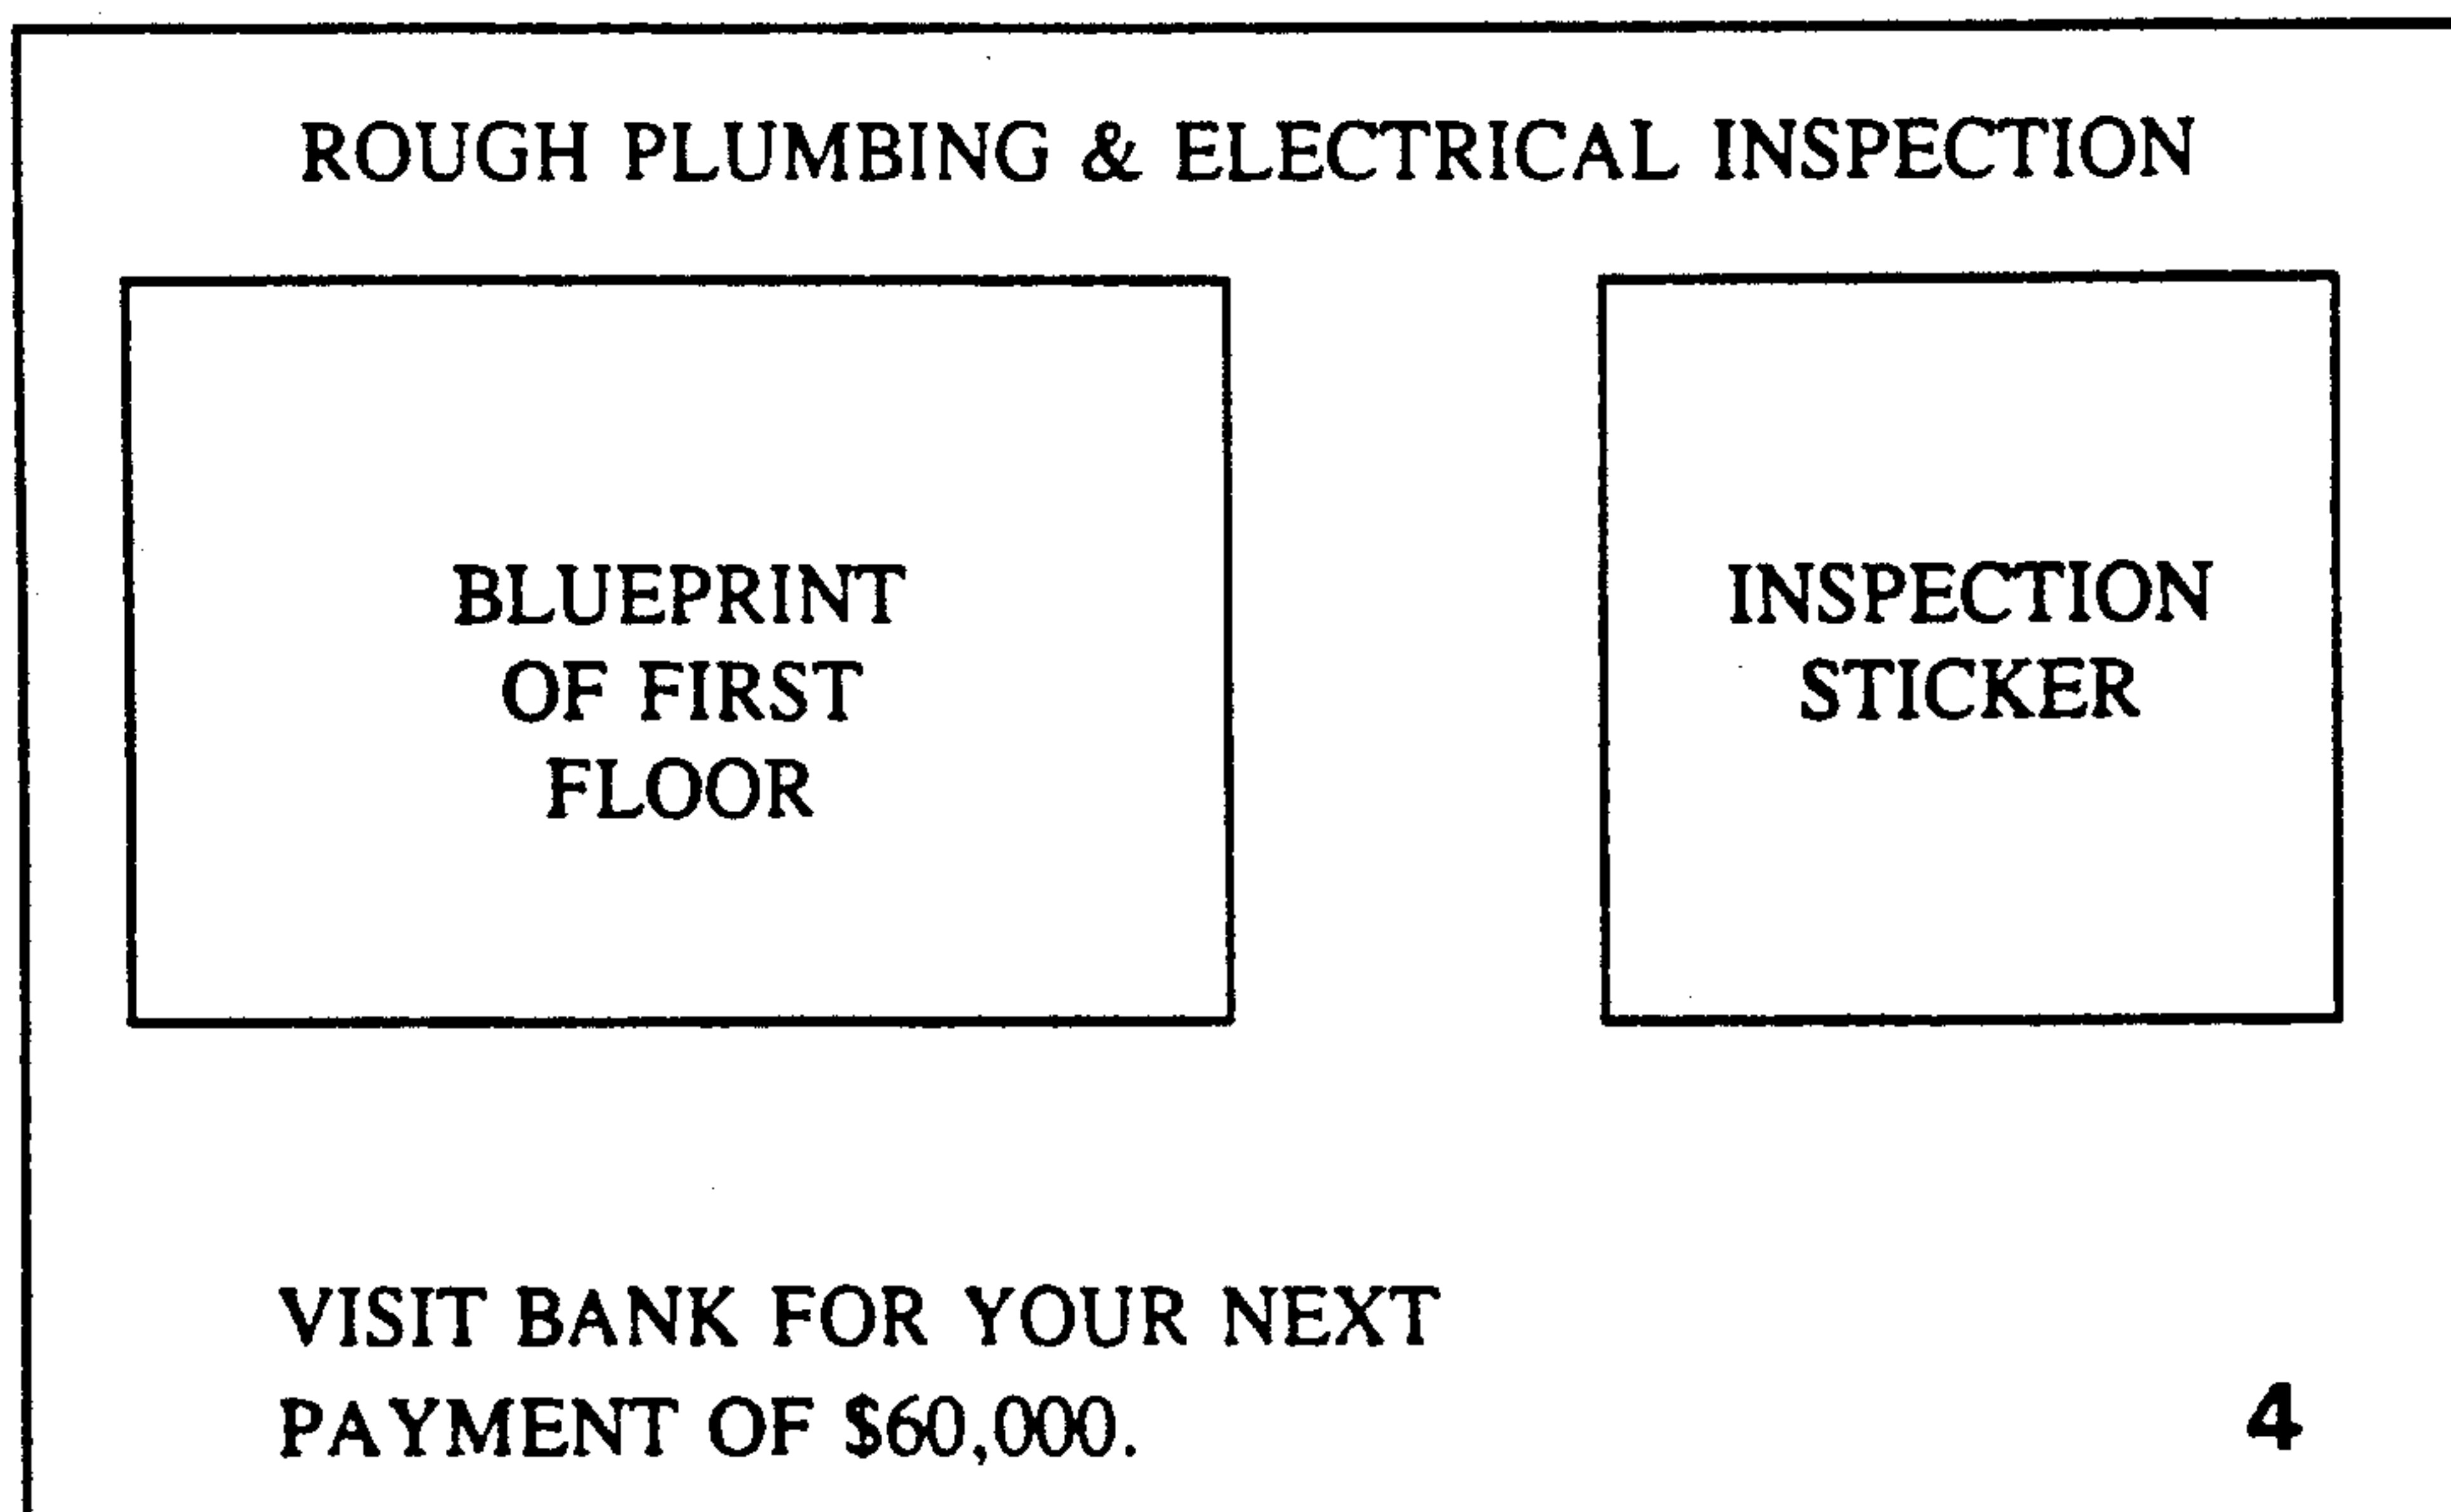 ROUGH PLUMBING & ELECTRICAL INSPECTION
BLUEPRINT
OF FIRST
FLOOR
INSPECTION
STICKER
VISIT BANK FOR YOUR NEXT
PAYMENT OF $60,000.
4